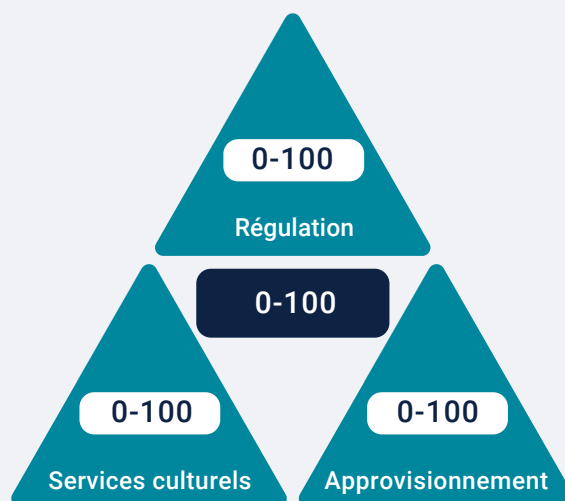 0-100
Régulation
0-100
0-100
0-100
Services culturels
Approvisionnement